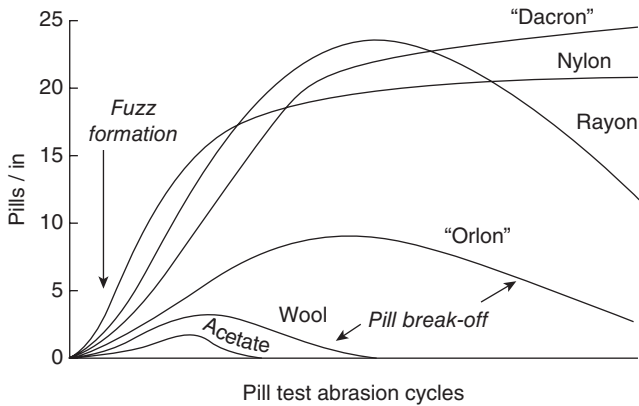 25
20
15
10
5
0
Pills / in
Fuzz
formation
“Dacron”
Nylon
Rayon
“Orlon”
Wool
Acetate
Pill break-off
Pill test abrasion cycles